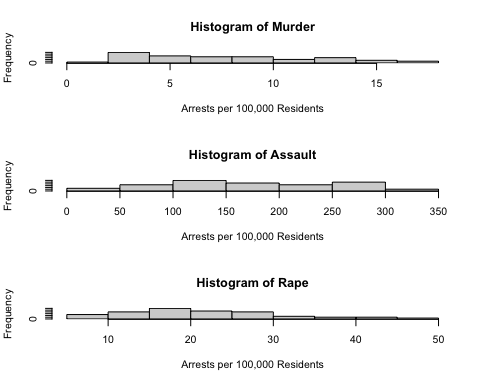 Histogram of Murder
Frequency
0
0 5 10 15
Arrests per 100,000 Residents
Histogram of Assault
Frequency
0
0 50 100 150 200 250 300 350
Arrests per 100,000 Residents
Histogram of Rape
Frequency
0
10 20 30 40 50
Arrests per 100,000 Residents